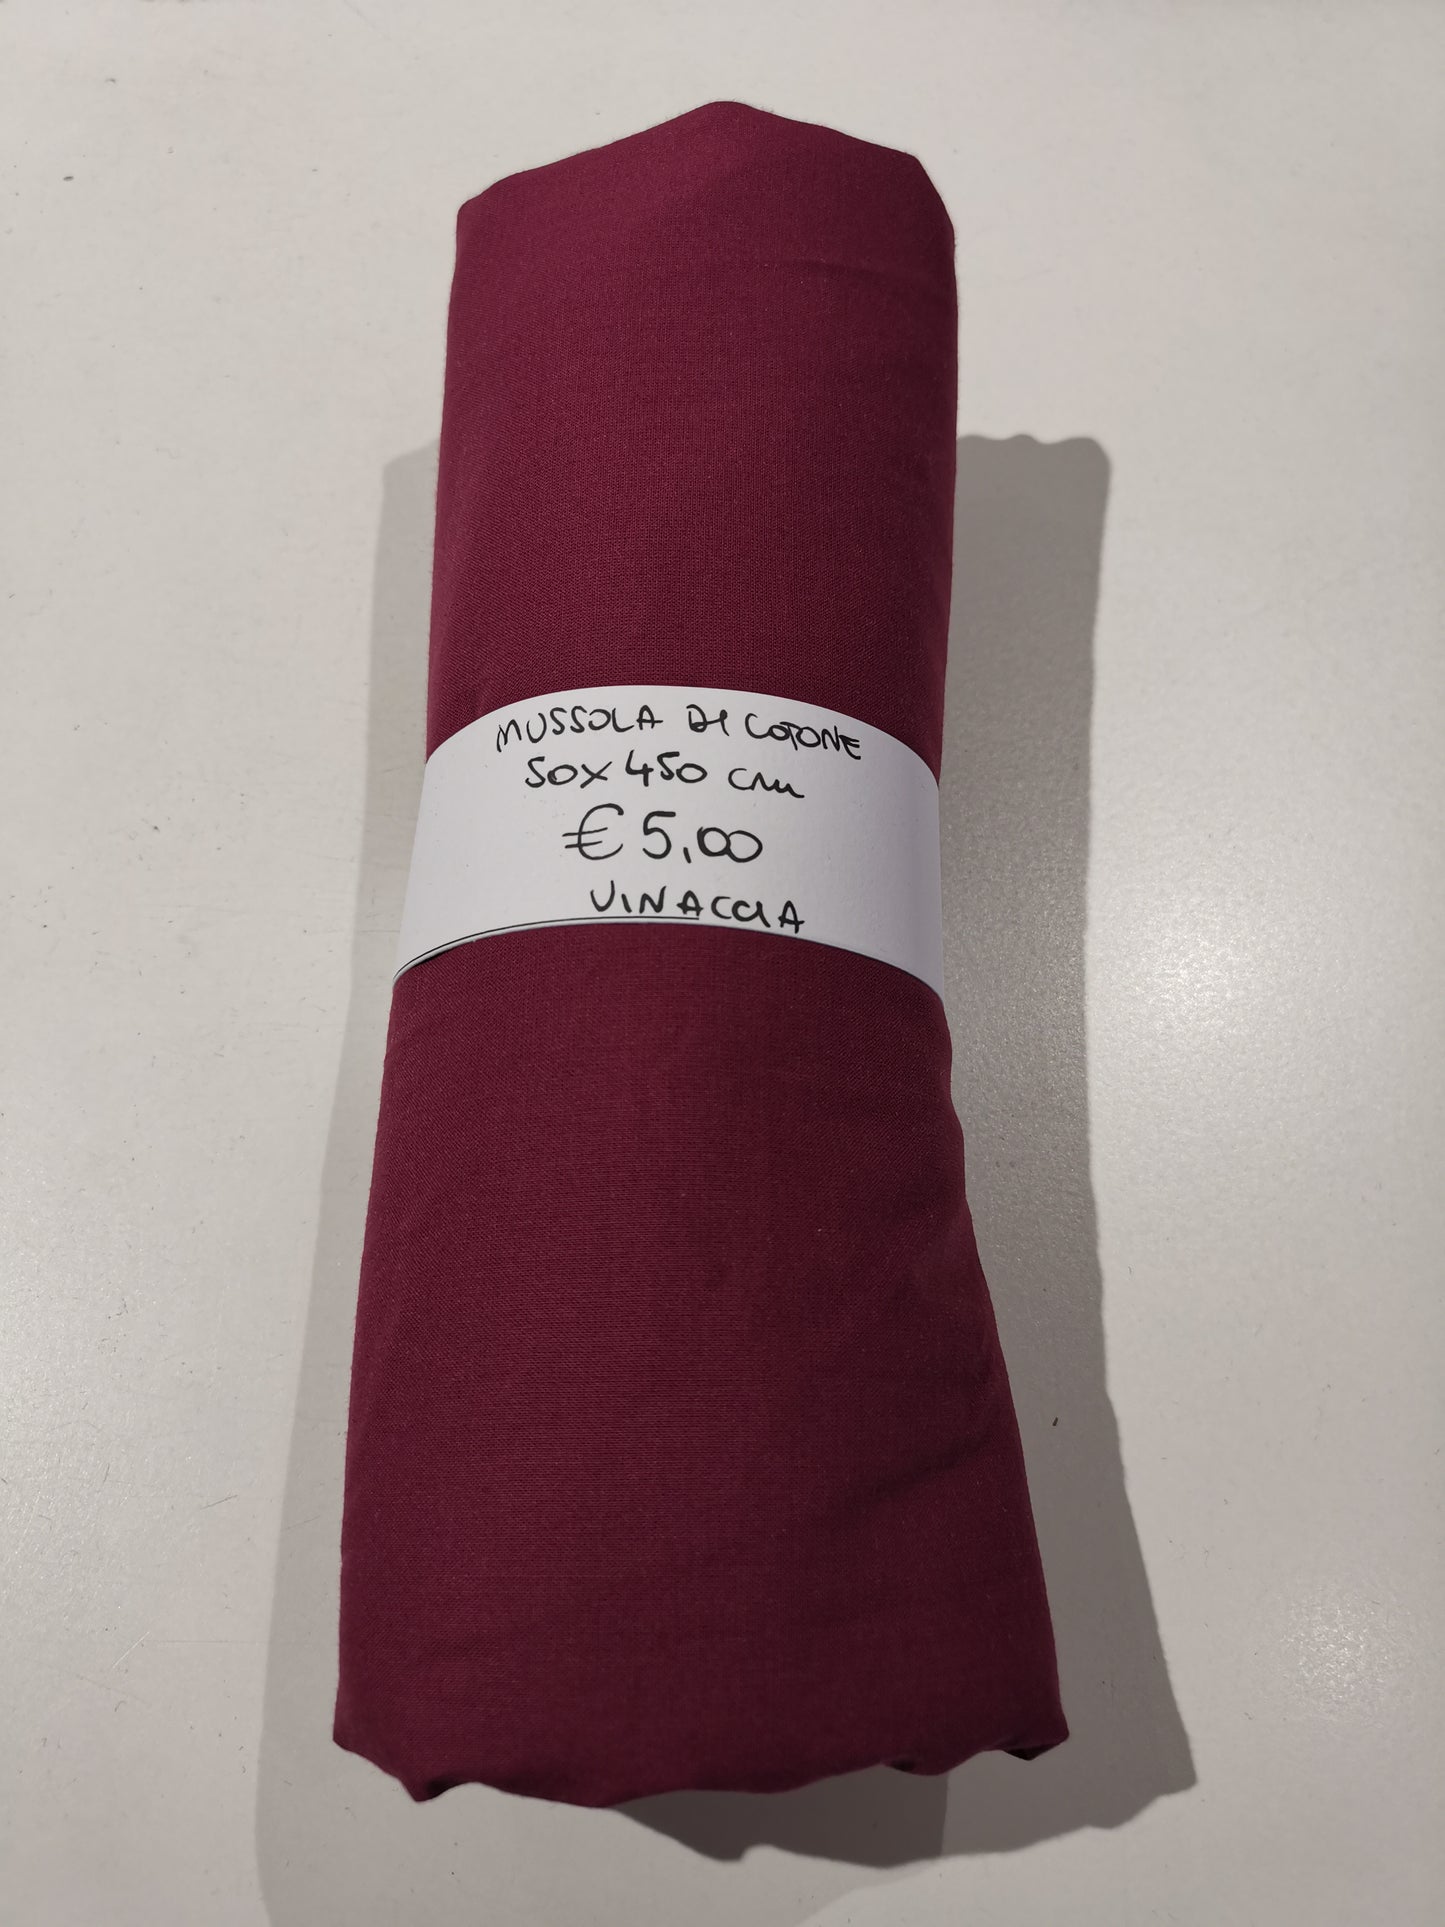 MUSSOLA DI COTONE
50x450 cm
€ 5,00
VINACCIA